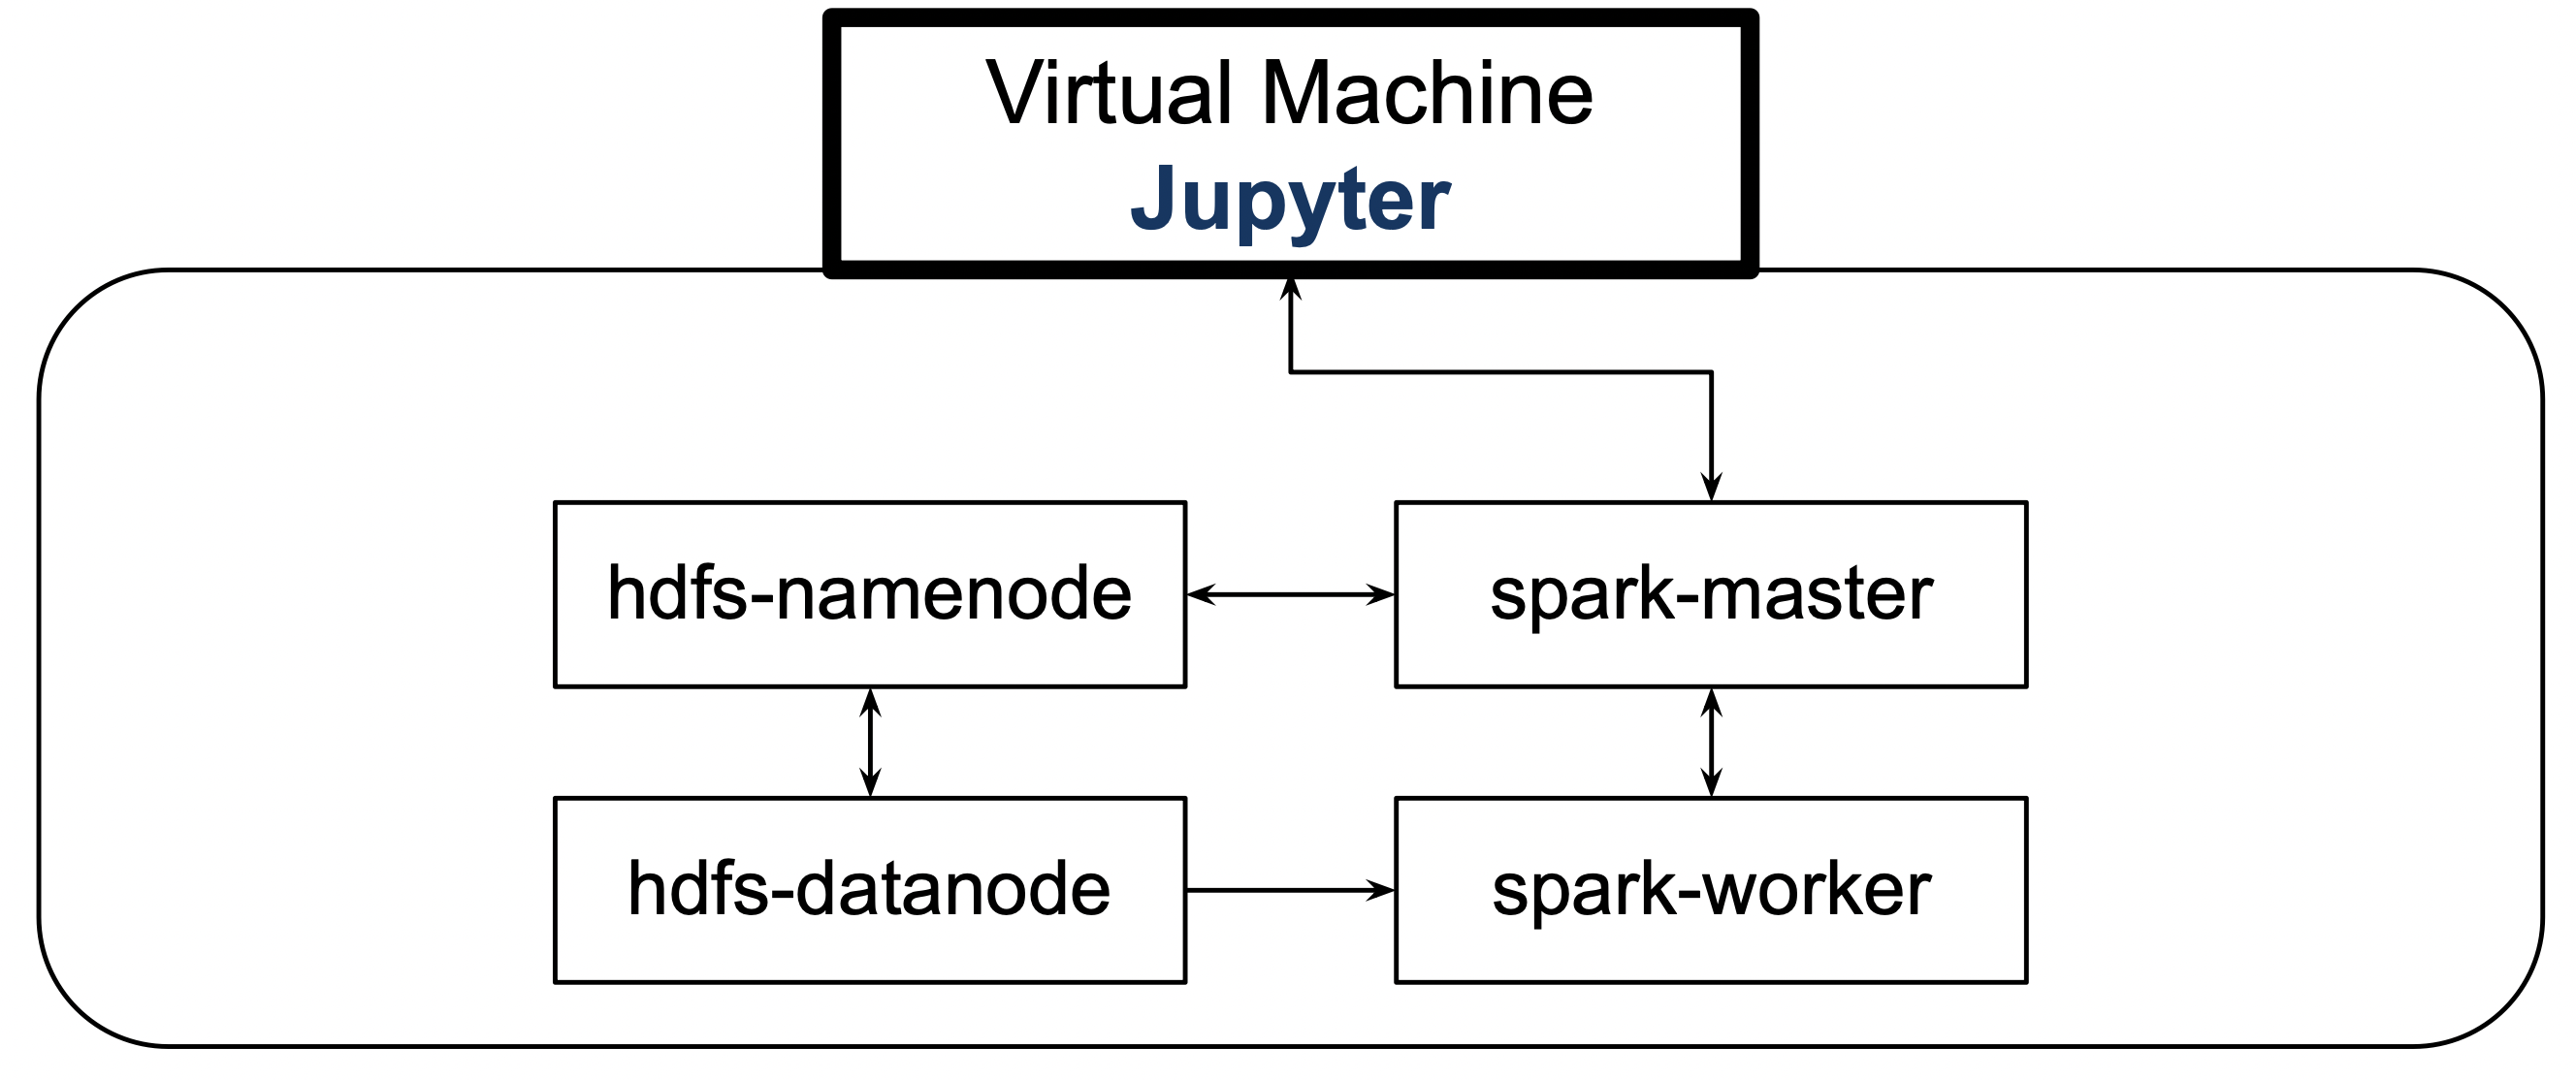 Virtual Machine
Jupyter
hdfs-namenode
spark-master
hdfs-datanode
spark-worker